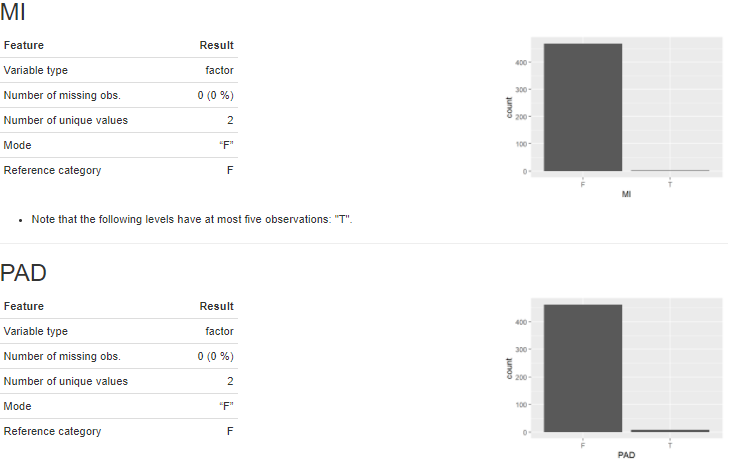 MI
Feature Result
Variable type factor
Number of missing obs. 0 (0 %)
Number of unique values 2
Mode “F”
Reference category F
400
300
200
100
0
count
F T
MI
• Note that the following levels have at most five observations: "T".
PAD
Feature Result
Variable type factor
Number of missing obs. 0 (0 %)
Number of unique values 2
Mode “F”
Reference category F
400
300
200
100
0
count
F T
PAD